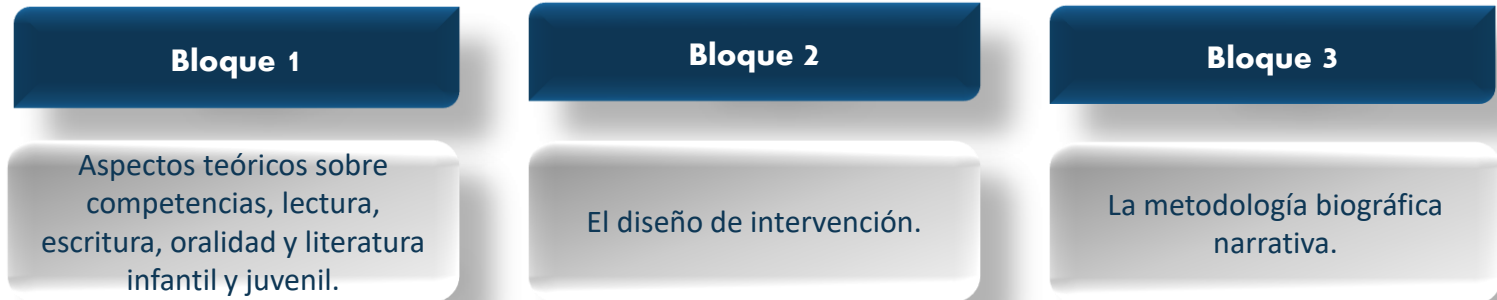 Bloque 1
Aspectos teóricos sobre
competencias, lectura,
escritura, oralidad y literatura
infantil y juvenil.
Bloque 2
El diseño de intervención.
Bloque 3
La metodología biográfica
narrativa.